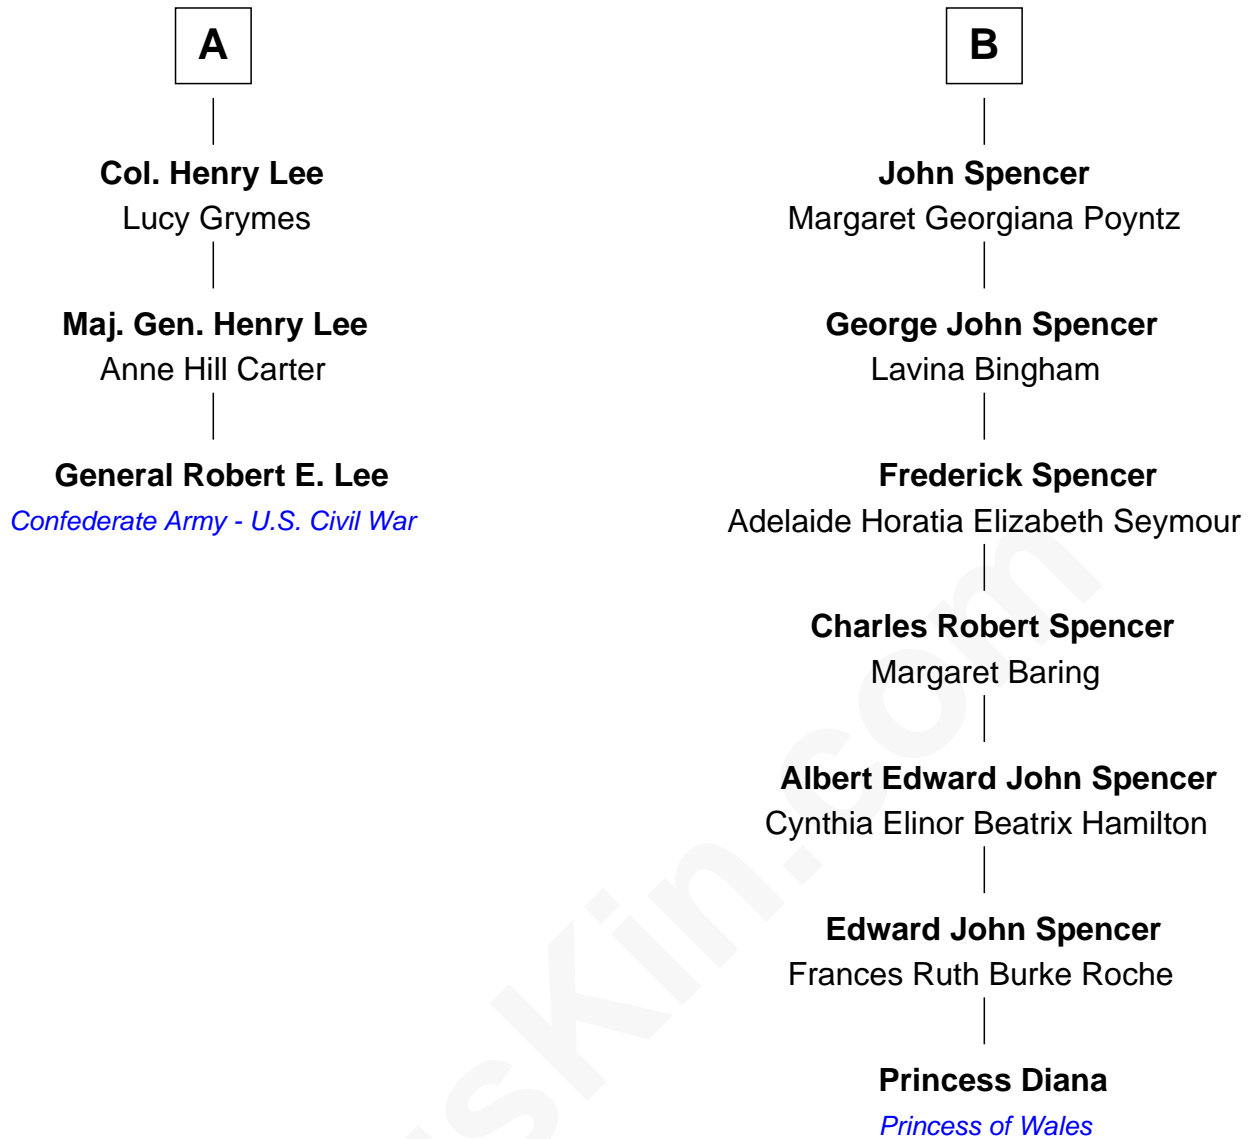 A
Col. Henry Lee
Lucy Grymes
Maj. Gen. Henry Lee
Anne Hill Carter
General Robert E. Lee
Confederate Army - U.S. Civil War
B
John Spencer
Margaret Georgiana Poyntz
George John Spencer
Lavina Bingham
Frederick Spencer
Adelaide Horatia Elizabeth Seymour
Charles Robert Spencer
Margaret Baring
Albert Edward John Spencer
Cynthia Elinor Beatrix Hamilton
Edward John Spencer
Frances Ruth Burke Roche
Princess Diana
Princess of Wales